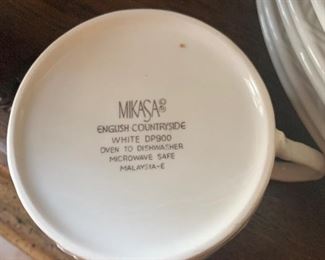 MIKASA
ENGLISH COUNTRYSIDE
WHITE DP900
OVEN TO DISHWASHER
MICROWAVE SAFE
MALAYSIA-E